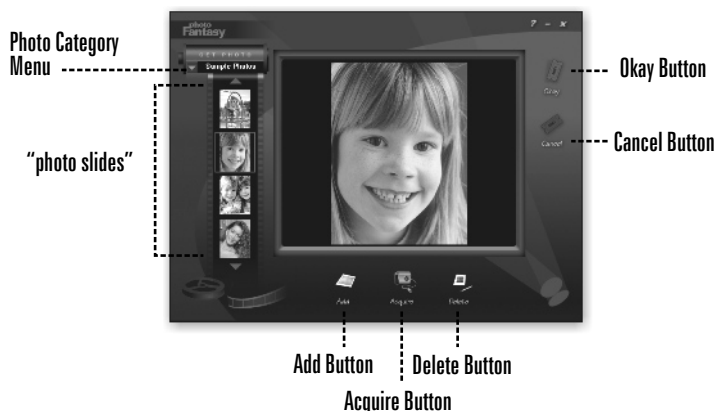 photo
Fantasy
? – x
Photo Category
Menu
GET PHOTO
Sample Photos
Okay
Okay Button
Cancel
Cancel Button
“photo slides”
Add
Acquire
Delete
Add Button
Delete Button
Acquire Button